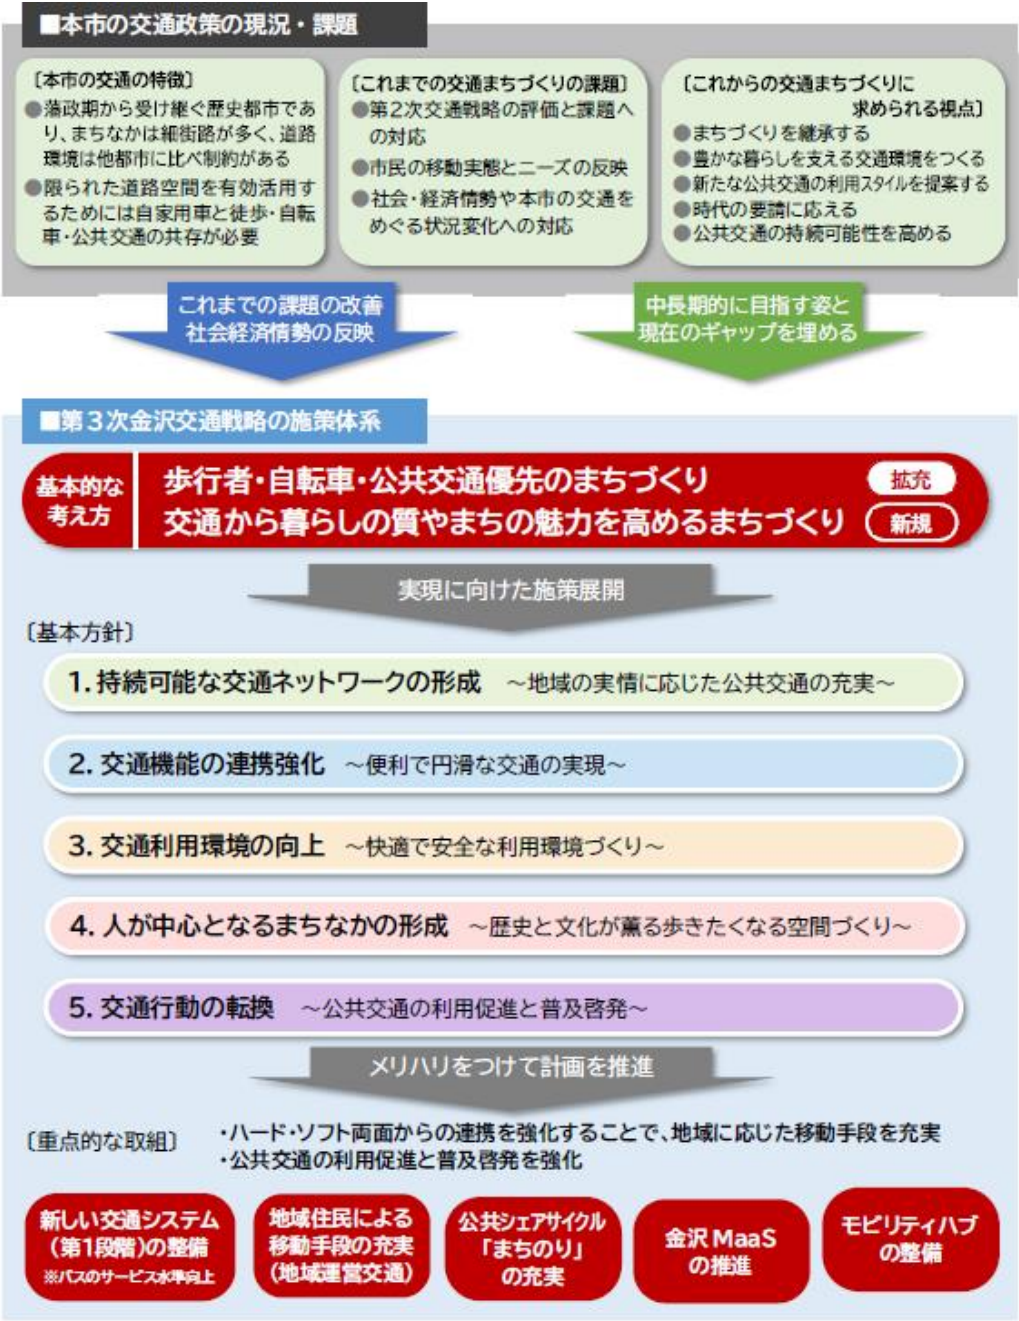 ■本市の交通政策の現況・課題
〔本市の交通の特徴〕
●藩政期から受け継ぐ歴史都市であ
り、まちなかは細街路が多く、道路
環境は他都市に比べ制約がある
●限られた道路空間を有効活用す
るためには自家用車と徒歩・自転
車・公共交通の共存が必要
〔これまでの交通まちづくりの課題〕
●第2次交通戦略の評価と課題へ
の対応
●市民の移動実態とニーズの反映
●社会・経済情勢や本市の交通を
めぐる状況変化への対応
〔これからの交通まちづくりに
求められる視点〕
●まちづくりを継承する
●豊かな暮らしを支える交通環境をつくる
●新たな公共交通の利用スタイルを提案する
●時代の要請に応える
●公共交通の持続可能性を高める
これまでの課題の改善
社会経済情勢の反映
中長期的に目指す姿と
現在のギャップを埋める
■第3次金沢交通戦略の施策体系
基本的な
考え方
歩行者・自転車・公共交通優先のまちづくり
拡充
交通から暮らしの質やまちの魅力を高めるまちづくり
新規
実現に向けた施策展開
〔基本方針〕
1. 持続可能な交通ネットワークの形成 ～地域の実情に応じた公共交通の充実～
2. 交通機能の連携強化 ～便利で円滑な交通の実現～
3. 交通利用環境の向上 ～快適で安全な利用環境づくり～
4. 人が中心となるまちなかの形成 ～歴史と文化が薫る歩きたくなる空間づくり～
5. 交通行動の転換 ～公共交通の利用促進と普及啓発～
メリハリをつけて計画を推進
〔重点的な取組〕
・ハード・ソフト両面からの連携を強化することで、地域に応じた移動手段を充実
・公共交通の利用促進と普及啓発を強化
新しい交通システム
（第1段階）の整備
※バスのサービス水準向上
地域住民による
移動手段の充実
（地域運営交通）
公共シェアサイクル
「まちのり」
の充実
金沢MaaS
の推進
モビリティハブ
の整備